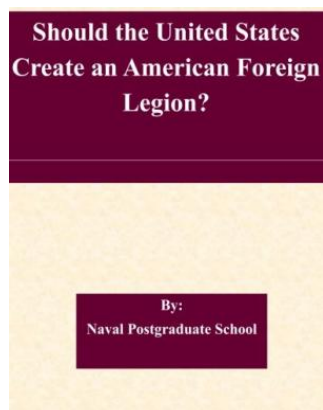 Should the United States
Create an American Foreign
Legion?
By:
Naval Postgraduate School